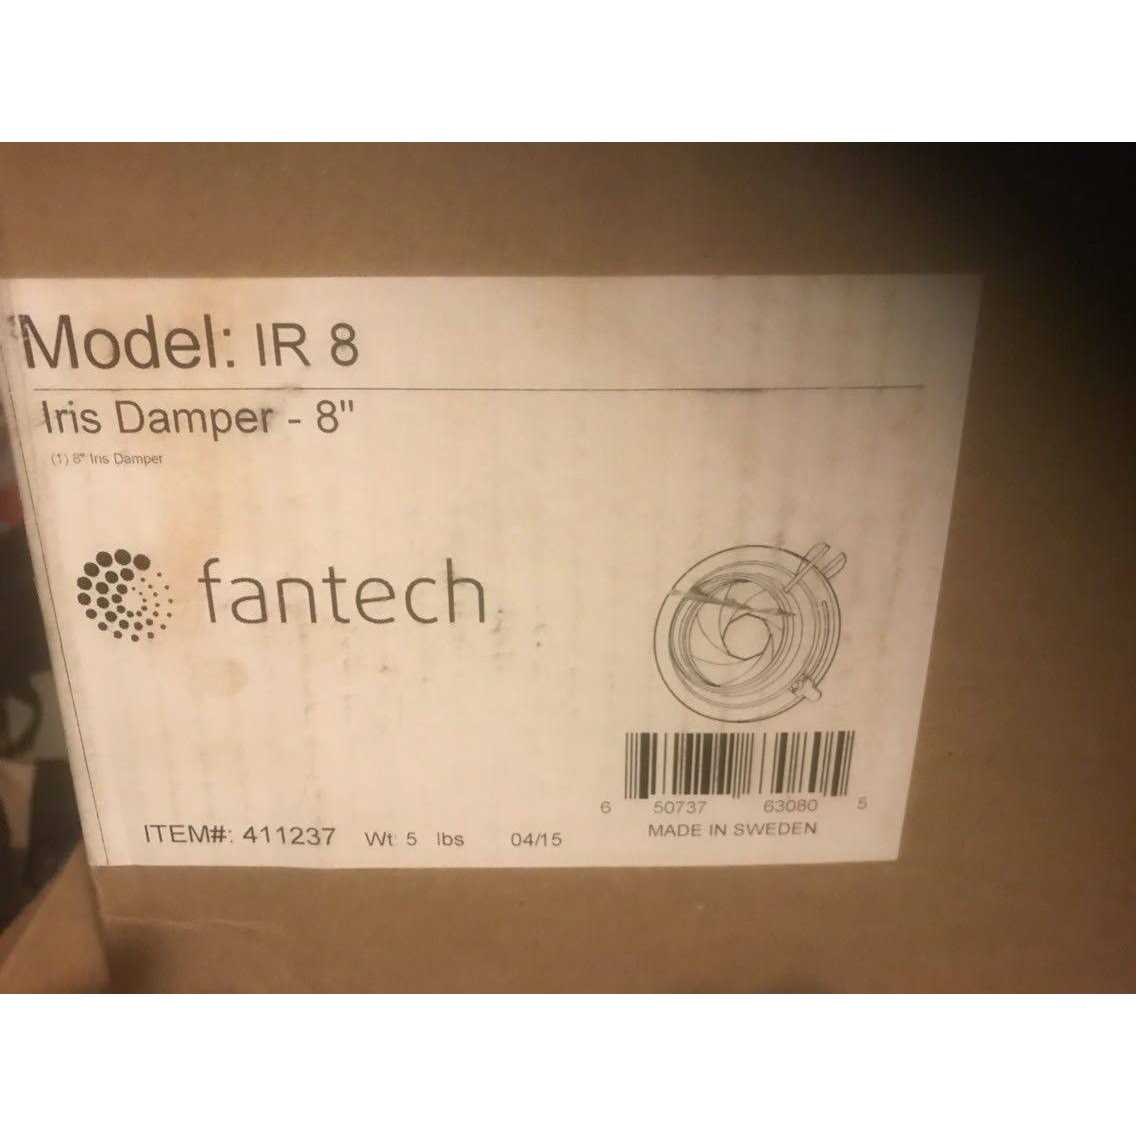 Model: IR 8
Iris Damper - 8"
(1) 8" Iris Damper
fantech
6 50737 63080 5
MADE IN SWEDEN
ITEM#: 411237 Wt: 5 lbs 04/15